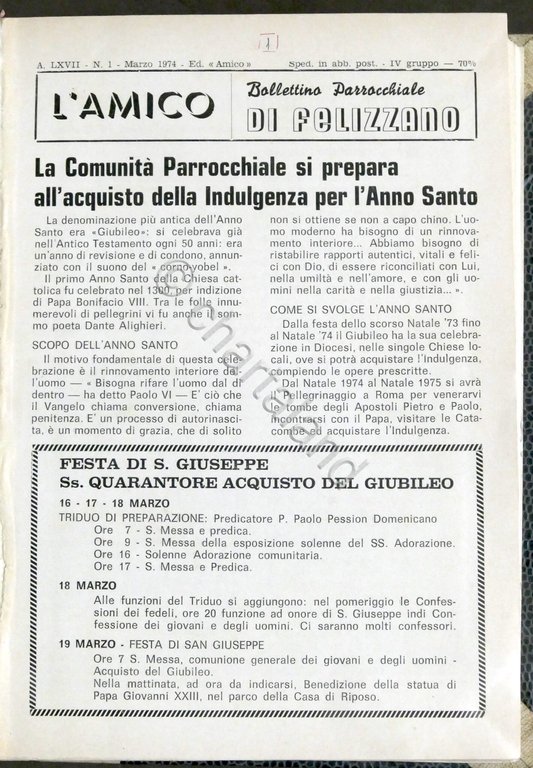 1
A. LXVII - N. 1 - Marzo 1974 - Ed. « Amico »
Sped. in abb. post. - IV gruppo — 70%
L'AMICO
Bollettino Parrocchiale
DI FELIZZANO
La Comunità Parrocchiale si prepara
all'acquisto della Indulgenza per l'Anno Santo
La denominazione più antica dell'Anno
Santo era «Giubileo»: si celebrava già
nell'Antico Testamento ogni 50 anni: era
un'anno di revisione e di condono, annun-
ziato con il suono del
Il primo Anno Santo della Chiesa cat-
tolica fu celebrato nel 1300, per indizione
di Papa Bonifacio VIII. Tra le folle innu-
merevoli di pellegrini vi fu anche il som-
mo poeta Dante Alighieri.
SCOPO DELL'ANNO SANTO
Il motivo fondamentale di questa cele-
brazione è il rinnovamento interiore del-
l'uomo — « Bisogna rifare l'uomo dal di
dentro — ha detto Paolo VI — E' ciò che
il Vangelo chiama conversione, chiama
penitenza. E' un processo di autorinasci-
ta, è un momento di grazia, che di solito
non si ottiene se non a capo chino. L'uo-
mo moderno ha bisogno di un rinnova-
mento interiore... Abbiamo bisogno di
ristabilire rapporti autentici, vitali e feli-
ci con Dio, di essere riconciliati con Lui,
nella umiltà e nell'amore, e con gli uo-
mini nella carità e nella giustizia... ».
COME SI SVOLGE L'ANNO SANTO
Dalla festa dello scorso Natale '73 fino
al Natale '74 il Giubileo ha la sua celebra-
zione in Diocesi, nelle singole Chiese lo-
cali, ove si potrà acquistare l'Indulgenza,
compiendo le opere prescritte.
Dal Natale 1974 al Natale 1975 si avrà
il Pellegrinaggio a Roma per venerarvi
le tombe degli Apostoli Pietro e Paolo,
incontrarsi con il Papa, visitare le Cata-
combe ed acquistare l'Indulgenza.
FESTA DI S. GIUSEPPE
Ss. QUARANTORE ACQUISTO DEL GIUBILEO
16 - 17 - 18 MARZO
TRIDUO DI PREPARAZIONE: Predicatore P. Paolo Pession Domenicano
Ore 7 - S. Messa e predica.
Ore 9 - S. Messa della esposizione solenne del SS. Adorazione.
Ore 16 - Solenne Adorazione comunitaria.
Ore 17 - S. Messa e Predica.
18 MARZO
Alle funzioni del Triduo si aggiungono: nel pomeriggio le Confes-
sioni dei fedeli, ore 20 funzione ad onore di S. Giuseppe indi Con-
fessione dei giovani e degli uomini. Ci saranno molti confessori.
19 MARZO - FESTA DI SAN GIUSEPPE
Ore 7 S. Messa, comunione generale dei giovani e degli uomini -
Acquisto del Giubileo.
Nella mattinata, ad ora da indicarsi, Benedizione della statua di
Papa Giovanni XXIII, nel parco della Casa di Riposo.
© chartaland